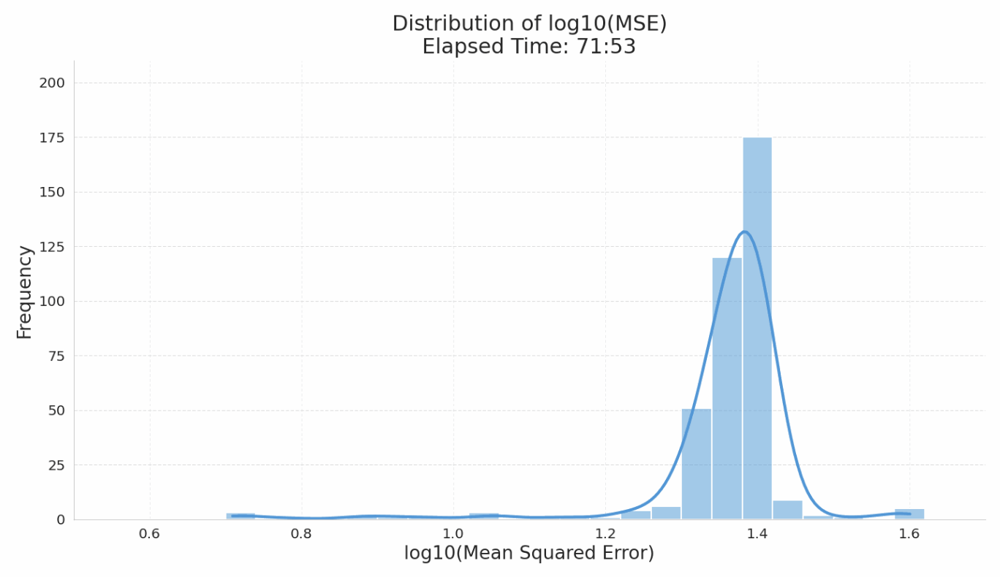 Distribution of log10(MSE)
Elapsed Time: 71:53
200
175
150
125
100
75
50
25
0
Frequency
0.6 0.8 1.0 1.2 1.4 1.6
log10(Mean Squared Error)